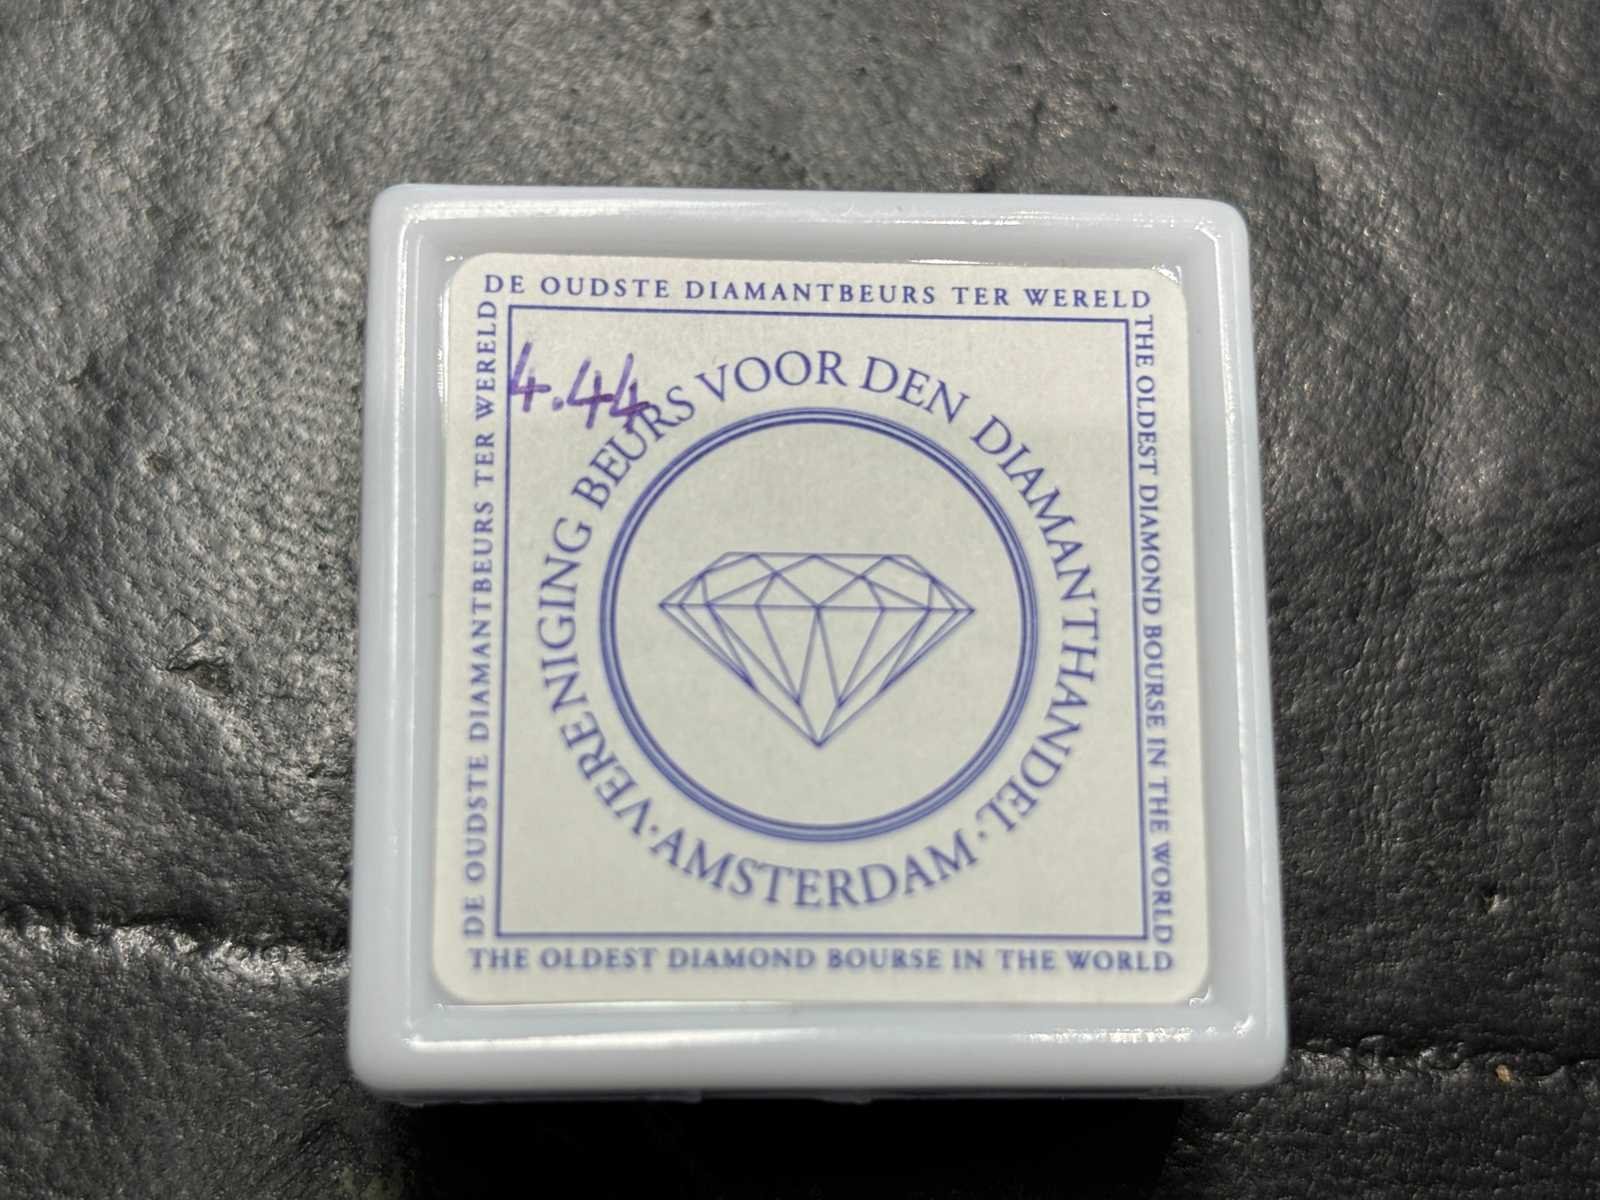 DE OUDSTE DIAMANTBEURS TER WERELD
DE OUDSTE DIAMANTBEURS TER WERELD
THE OLDEST DIAMOND BOURSE IN THE WORLD
4.44
VERENIGING BEURS VOOR DEN DIAMANTHANDEL
· AMSTERDAM ·
THE OLDEST DIAMOND BOURSE IN THE WORLD